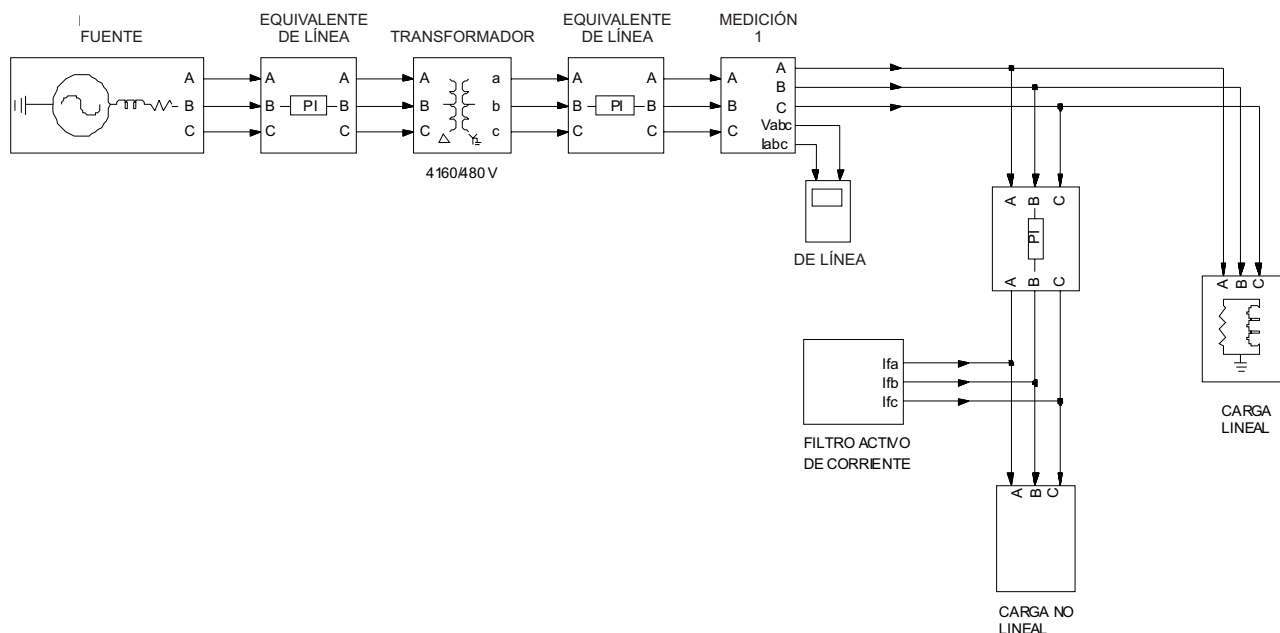 FUENTE
EQUIVALENTE
DE LÍNEA
TRANSFORMADOR
EQUIVALENTE
DE LÍNEA
MEDICIÓN
1
A
B
C
A
B
C
PI
A
B
C
A
B
C
a
b
c
4160/480 V
A
B
C
PI
A
B
C
A
B
C
A
B
C
Vabc
Iabc
DE LÍNEA
A
B
C
PI
A
B
C
A
B
C
CARGA
LINEAL
Ifa
Ifb
Ifc
FILTRO ACTIVO
DE CORRIENTE
A
B
C
CARGA NO
LINEAL